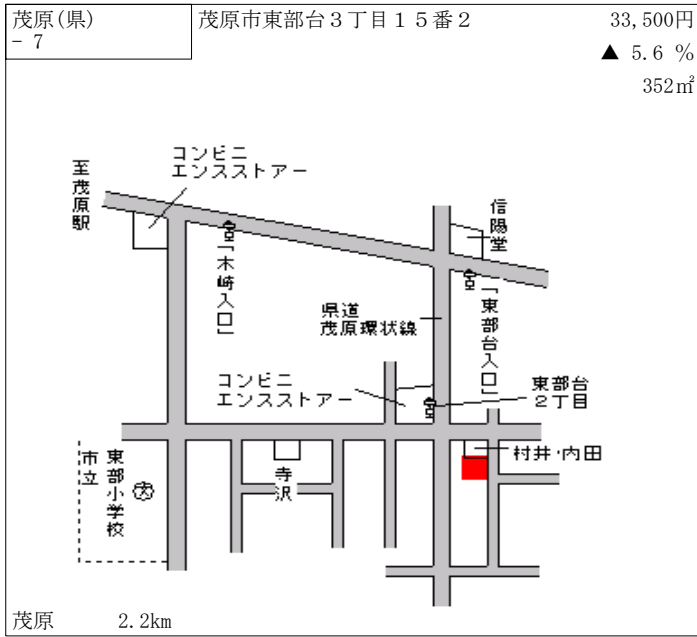 茂原(県)
- 7
茂原市東部台3丁目15番2
33,500円
▲ 5.6 %
352㎡
至茂原駅
コンビニ
エンスストアー
「木崎入口」
信陽堂
「東部台入口」
県道
茂原環状線
コンビニ
エンスストアー
東部台
2丁目
村井・内田
寺沢
市立
東部小学校
文
茂原 2.2km